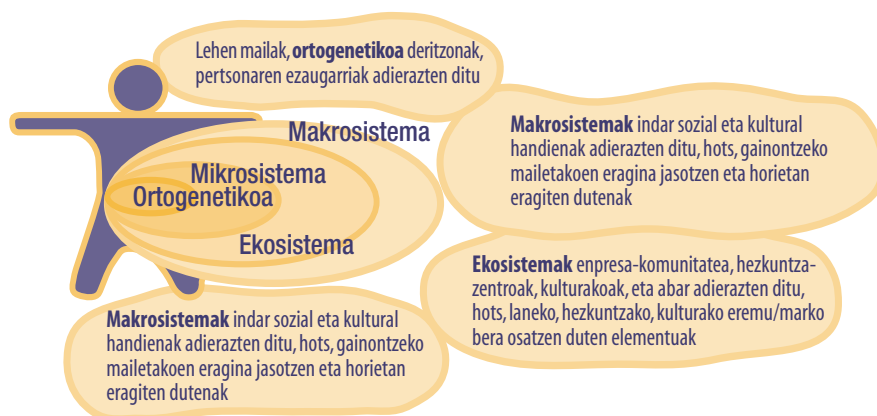 Lehen mailak, ortogenetikoa deritzonak,
pertsonaren ezaugarriak adierazten ditu
Makrosistema
Mikrosistema
Ortogenetikoa
Ekosistema
Makrosistemak indar sozial eta kultural
handienak adierazten ditu, hots, gainontzeko
mailetakoen eragina jasotzen eta horietan
eragiten dutenak
Ekosistemak enpresa-komunitatea, hezkuntza-
zentroak, kulturakoak, eta abar adierazten ditu,
hots, laneko, hezkuntzako, kulturako eremu/marko
bera osatzen duten elementuak
Makrosistemak indar sozial eta kultural
handienak adierazten ditu, hots, gainontzeko
mailetakoen eragina jasotzen eta horietan
eragiten dutenak